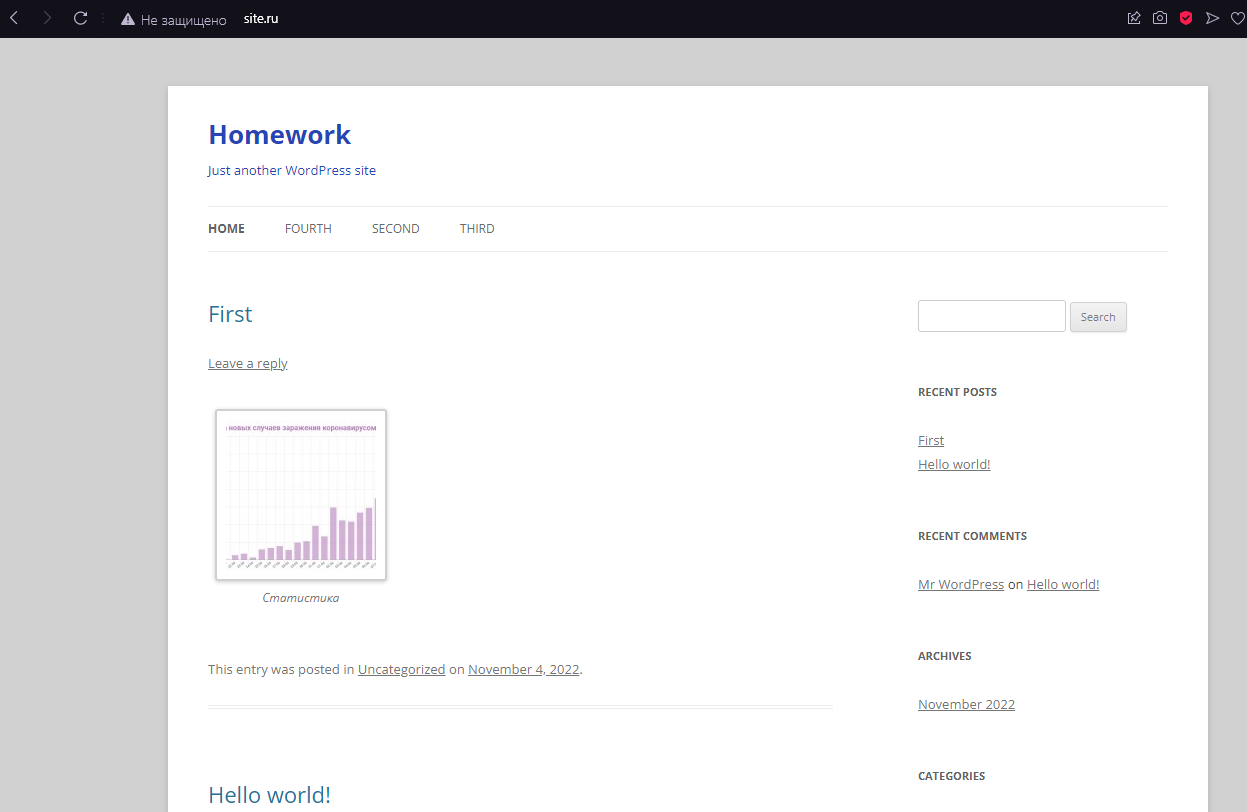 Не защищено site.ru
Homework
Just another WordPress site
HOME FOURTH SECOND THIRD
First
Leave a reply
новых случаев заражения коронавирусом
Статистика
This entry was posted in Uncategorized on November 4, 2022.
Hello world!
Search
RECENT POSTS
First
Hello world!
RECENT COMMENTS
Mr WordPress on Hello world!
ARCHIVES
November 2022
CATEGORIES